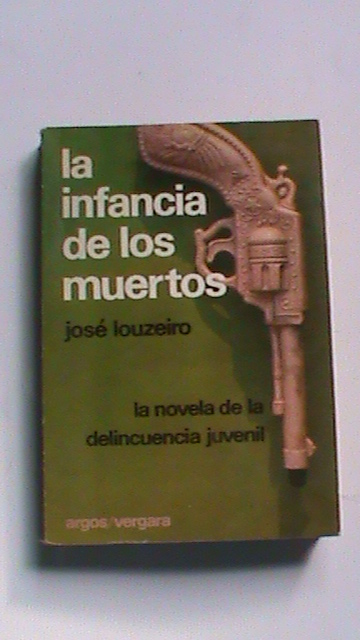 la
infancia
de los
muertos
josé louzeiro
la novela de la
delincuencia juvenil
argos/vergara